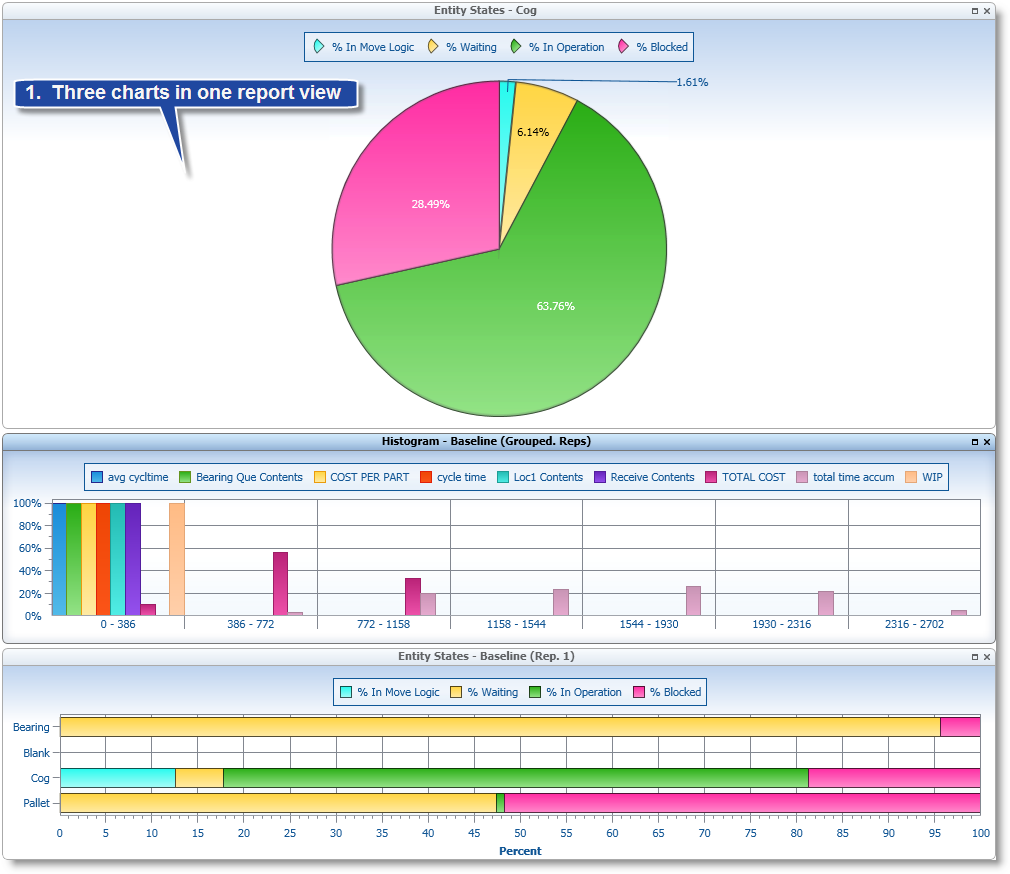 Entity States - Cog
% In Move Logic % Waiting % In Operation % Blocked
1. Three charts in one report view
1.61%
6.14%
28.49%
63.76%
Histogram - Baseline (Grouped. Reps)
avg cycltime Bearing Que Contents COST PER PART cycle time Loc1 Contents Receive Contents TOTAL COST total time accum WIP
100%
80%
60%
40%
20%
0%
0 - 386 386 - 772 772 - 1158 1158 - 1544 1544 - 1930 1930 - 2316 2316 - 2702
Entity States - Baseline (Rep. 1)
% In Move Logic % Waiting % In Operation % Blocked
Bearing
Blank
Cog
Pallet
0 5 10 15 20 25 30 35 40 45 50 55 60 65 70 75 80 85 90 95 100
Percent